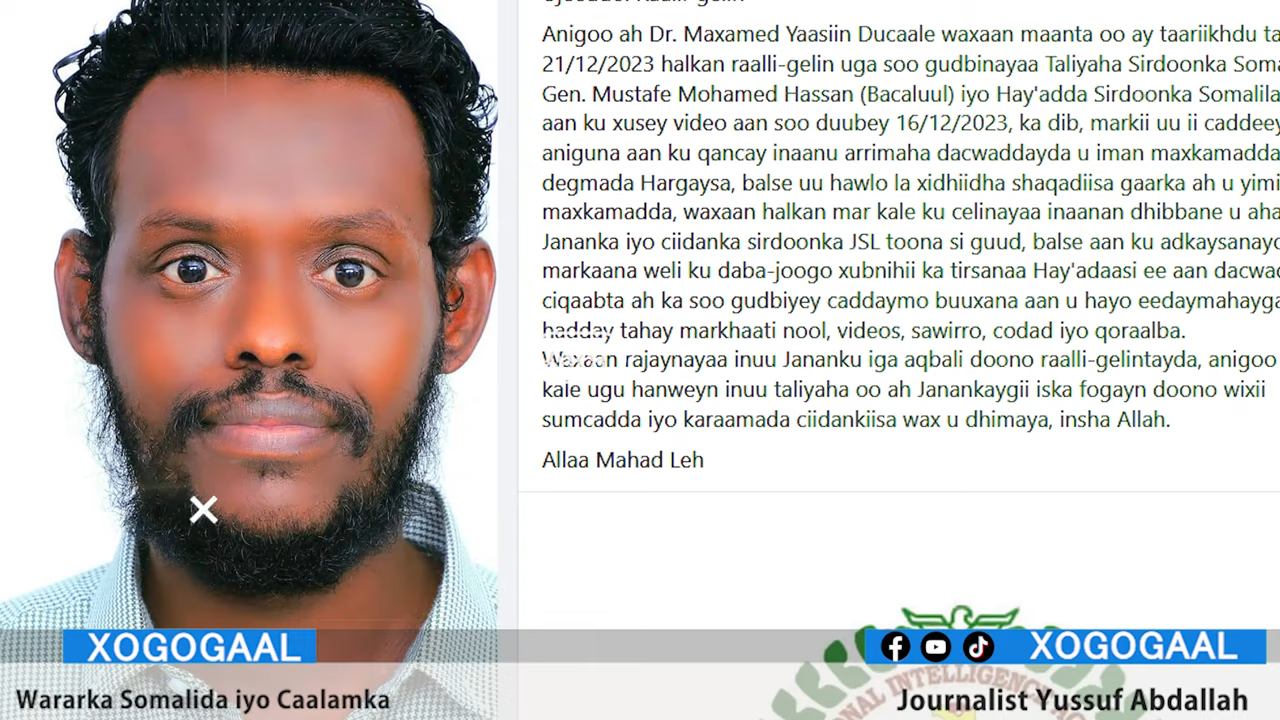 Anigoo ah Dr. Maxamed Yaasiin Ducaale waxaan maanta oo ay taariikhdu ta
21/12/2023 halkan raalli-gelin uga soo gudbinayaa Taliyaha Sirdoonka Soma
Gen. Mustafe Mohamed Hassan (Bacaluul) iyo Hay'adda Sirdoonka Somalila
aan ku xusey video aan soo duubey 16/12/2023, ka dib, markii uu ii caddeey
aniguna aan ku qancay inaanu arrimaha dacwaddayda u iman maxkamadda
degmada Hargaysa, balse uu hawlo la xidhiidha shaqadiisa gaarka ah u yimi
maxkamadda, waxaan halkan mar kale ku celinayaa inaanan dhibbane u aha
Jananka iyo ciidanka sirdoonka JSL toona si guud, balse aan ku adkaysanayo
markaana weli ku daba-joogo xubnihii ka tirsanaa Hay'adaasi ee aan dacwad
ciqaabta ah ka soo gudbiyey caddaymo buuxana aan u hayo eedaymahayga
hadday tahay markhaati nool, videos, sawirro, codad iyo qoraalba.
Waxaan rajaynayaa inuu Jananku iga aqbali doono raalli-gelintayda, anigoo
kale ugu hanweyn inuu taliyaha oo ah Janankaygii iska fogayn doono wixii
sumcadda iyo karaamada ciidankiisa wax u dhimaya, insha Allah.
Allaa Mahad Leh
XOGOGAAL
XOGOGAAL
Wararka Somalida iyo Caalamka
Journalist Yussuf Abdallah
INTELLIGENCE